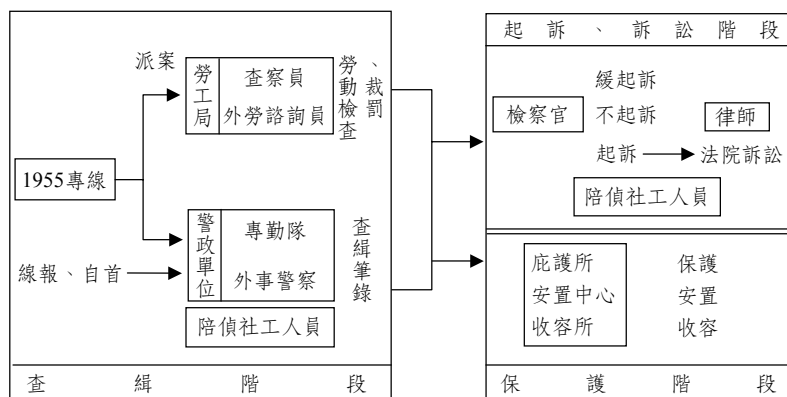 派案
勞工局
查察員
外勞諮詢員
勞動檢查、裁罰
1955專線
警政單位
專勤隊
外事警察
查緝筆錄
線報、自首
陪偵社工人員
查緝階段
起訴、訴訟階段
緩起訴
檢察官
不起訴
律師
起訴
法院訴訟
陪偵社工人員
庇護所
保護
安置中心
安置
收容所
收容
保護階段